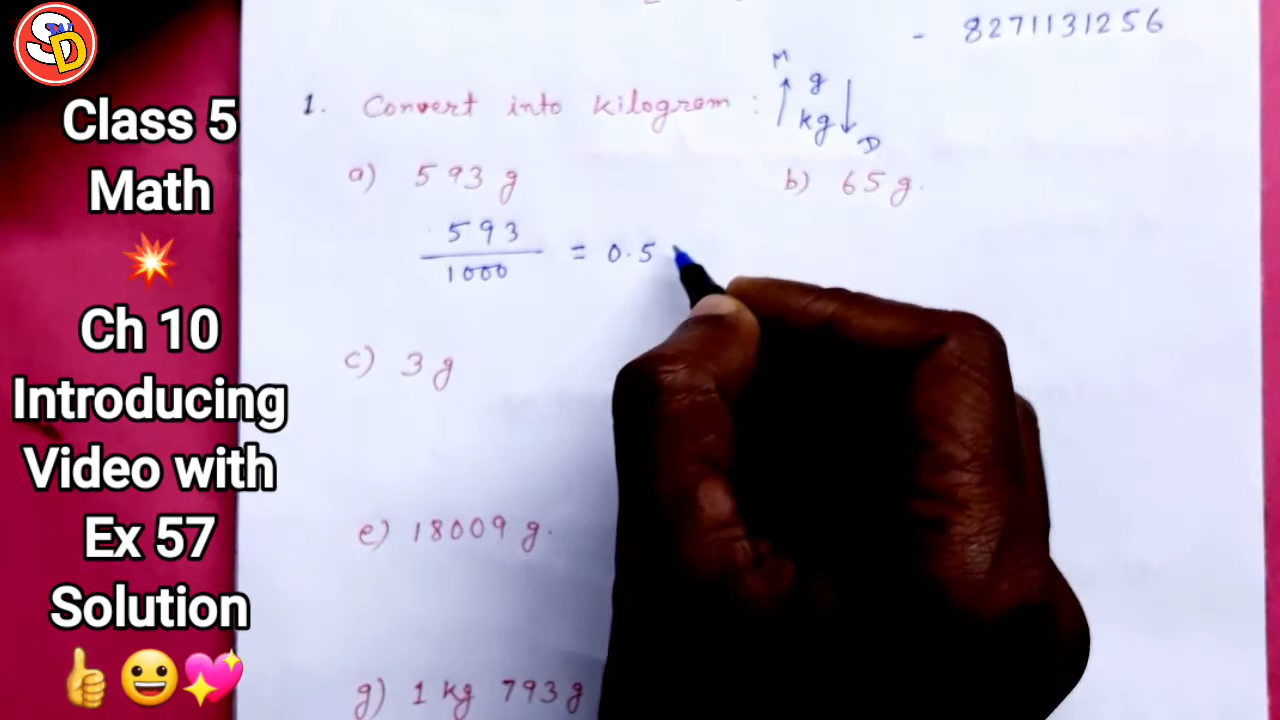 SD
Class 5
Math
Ch 10
Introducing
Video with
Ex 57
Solution
- 8271131256
1. Convert into kilogram : M g kg D
a) 593 g
b) 65 g.
593
1000
= 0.5
c) 3 g
e) 18009 g.
g) 1 kg 793 g